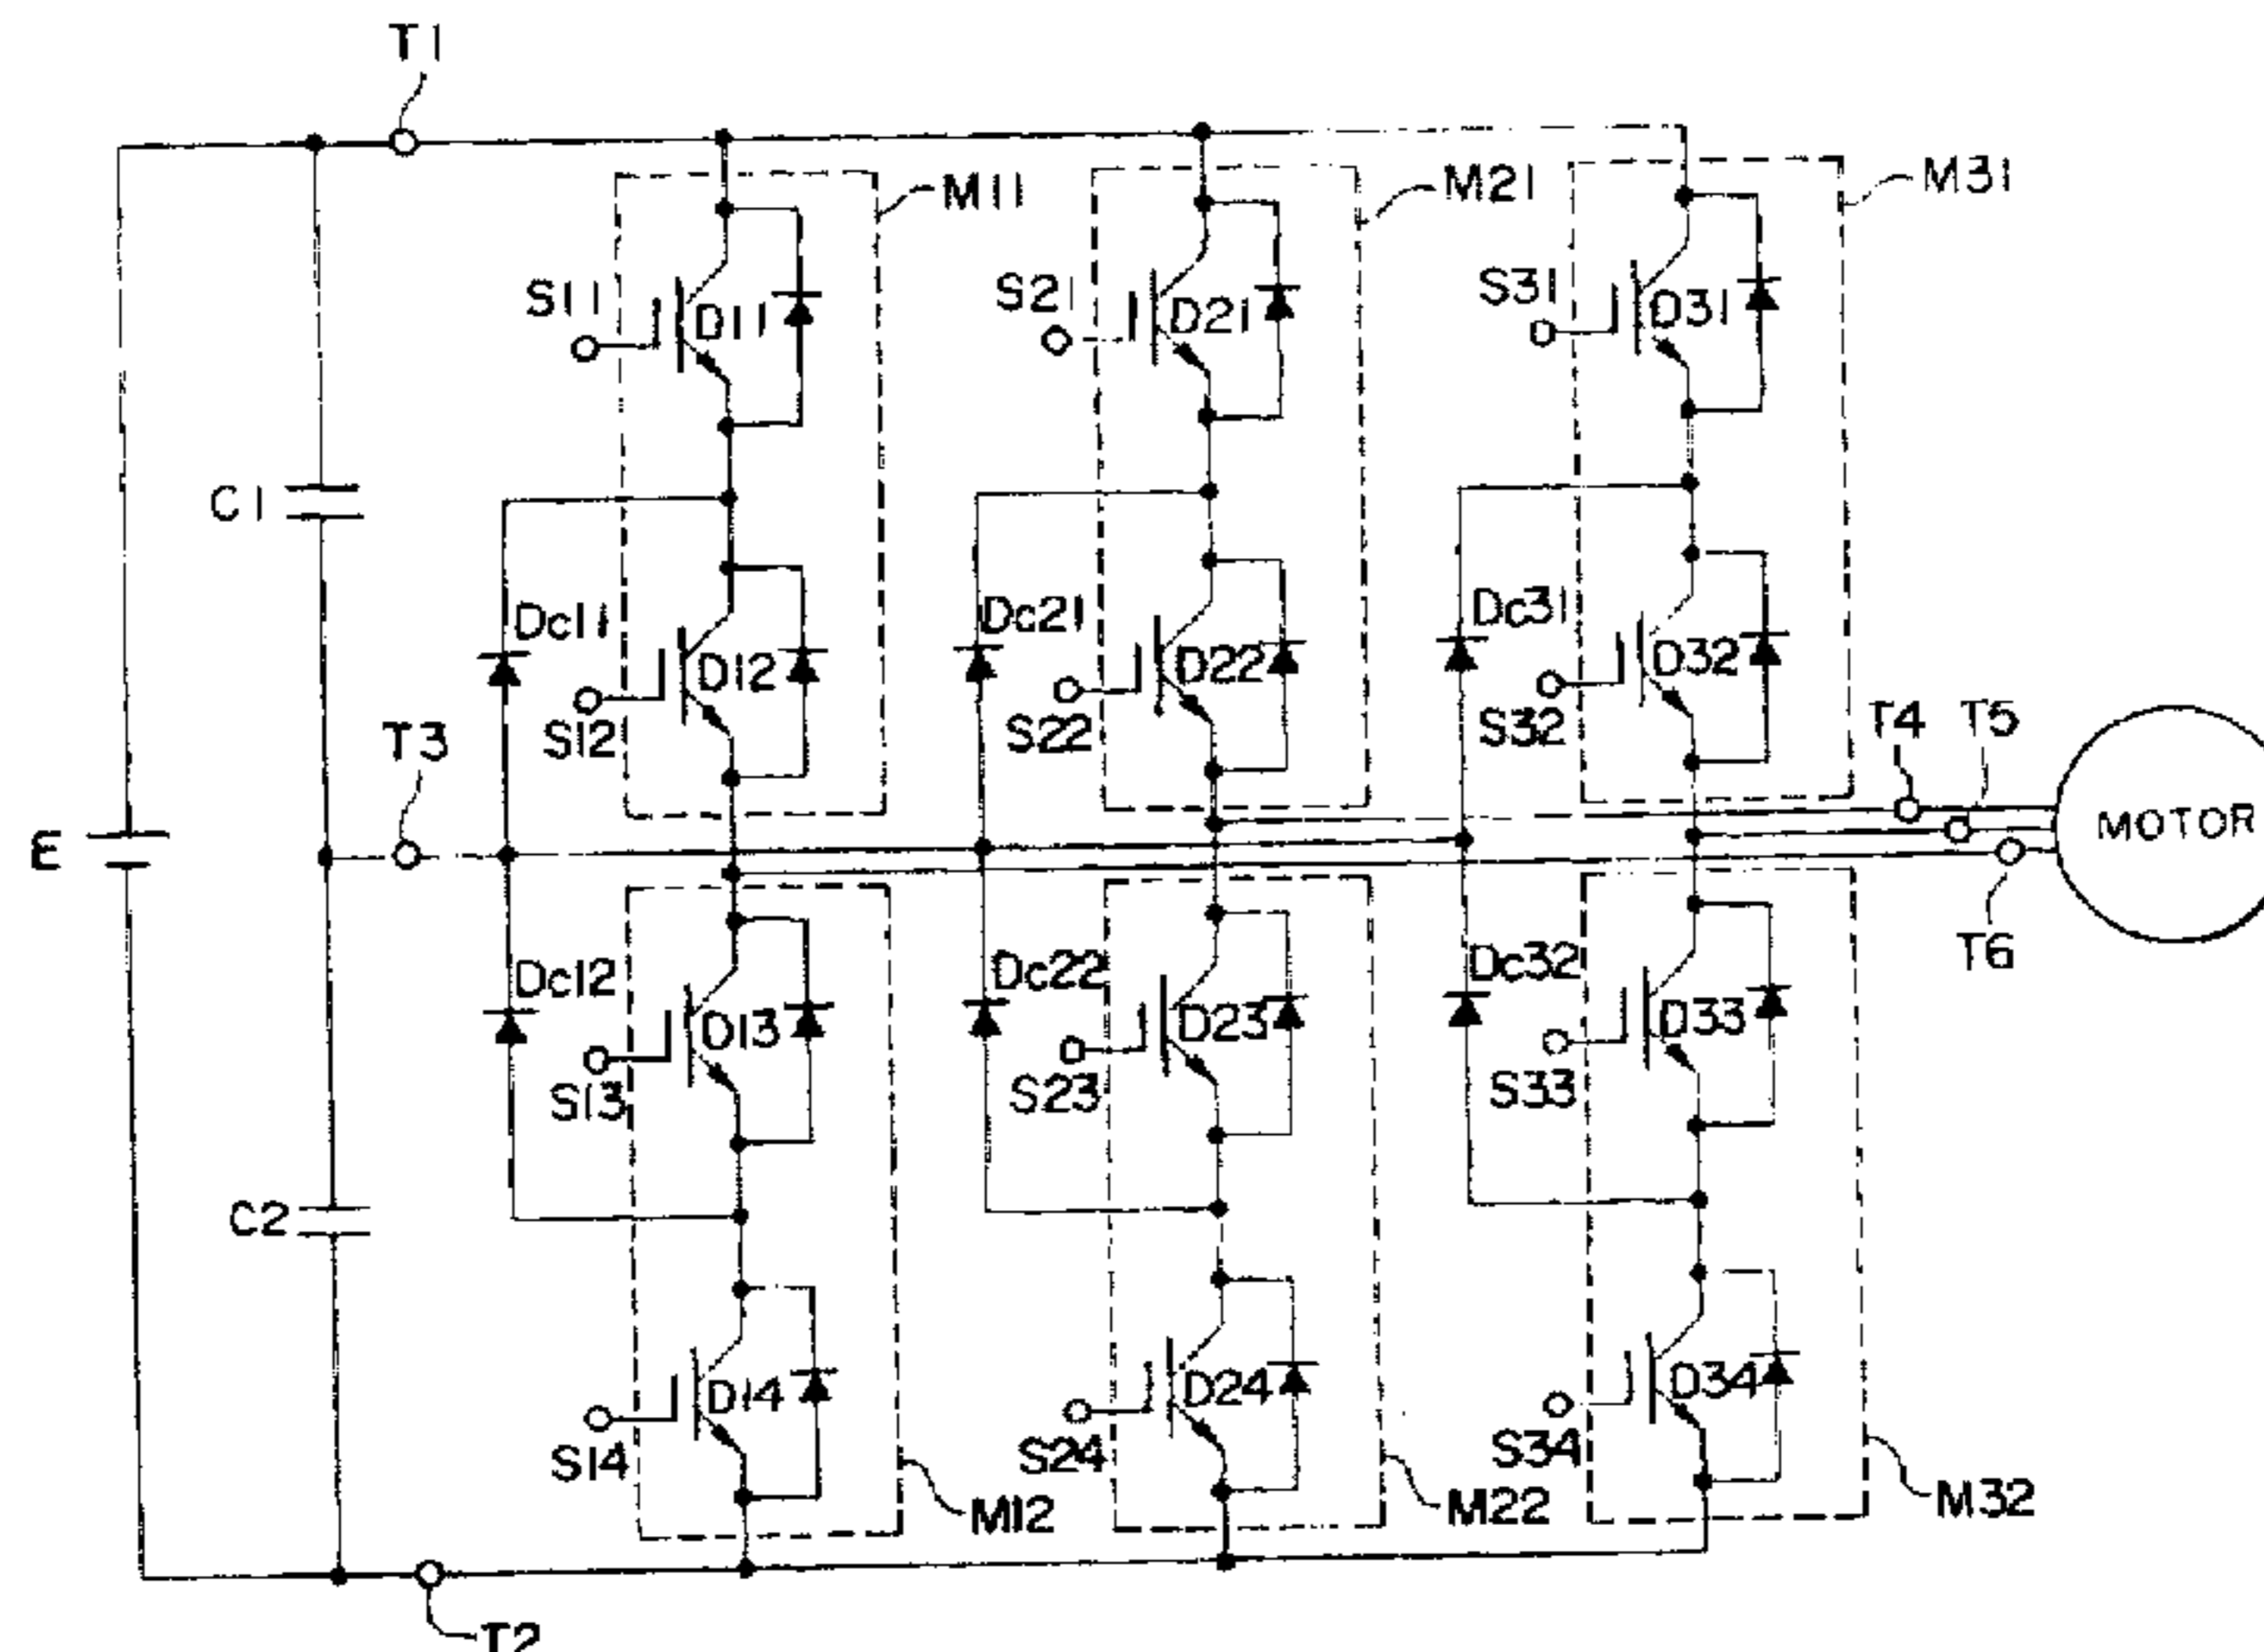 T1
M11
M21
M31
S11
D11
S21
D21
S31
D31
C1
Dc11
D12
S12
Dc21
D22
S22
Dc31
D32
S32
T3
T4
T5
E
MOTOR
T6
Dc12
D13
S13
Dc22
D23
S23
Dc32
D33
S33
C2
D14
S14
D24
S24
D34
S34
M12
M22
M32
T2